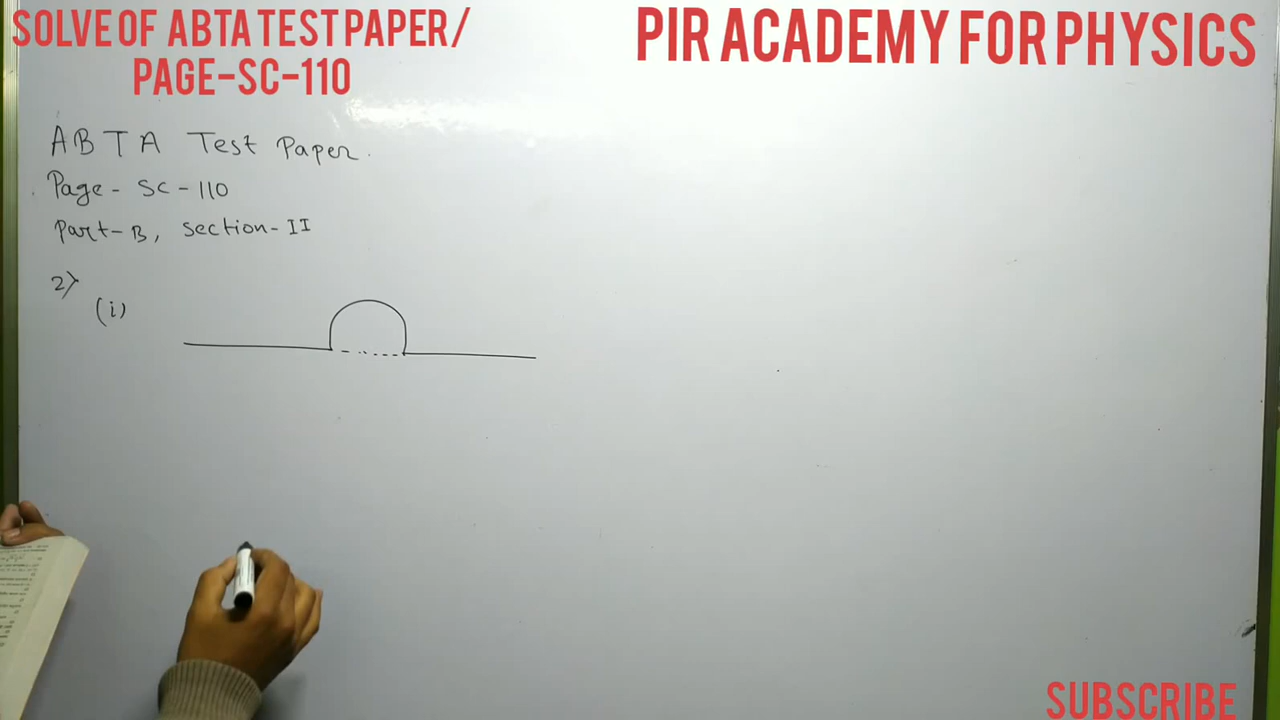 SOLVE OF ABTA TEST PAPER/
PAGE-SC-110
PIR ACADEMY FOR PHYSICS
ABTA Test Paper.
Page - SC - 110
Part-B, Section-II
2)
(i)
SUBSCRIBE